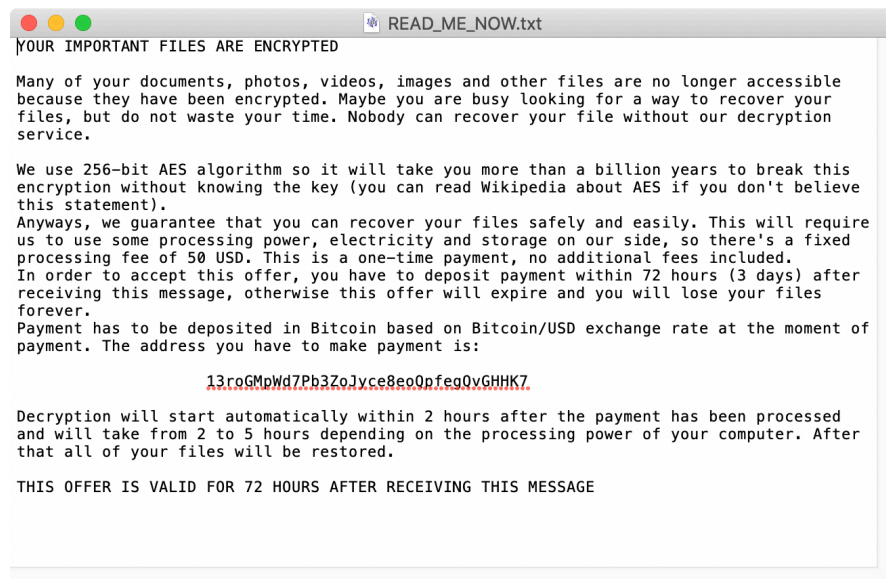 READ_ME_NOW.txt
YOUR IMPORTANT FILES ARE ENCRYPTED
Many of your documents, photos, videos, images and other files are no longer accessible
because they have been encrypted. Maybe you are busy looking for a way to recover your
files, but do not waste your time. Nobody can recover your file without our decryption
service.
We use 256-bit AES algorithm so it will take you more than a billion years to break this
encryption without knowing the key (you can read Wikipedia about AES if you don't believe
this statement).
Anyways, we guarantee that you can recover your files safely and easily. This will require
us to use some processing power, electricity and storage on our side, so there's a fixed
processing fee of 50 USD. This is a one-time payment, no additional fees included.
In order to accept this offer, you have to deposit payment within 72 hours (3 days) after
receiving this message, otherwise this offer will expire and you will lose your files
forever.
Payment has to be deposited in Bitcoin based on Bitcoin/USD exchange rate at the moment of
payment. The address you have to make payment is:
13roGMpWd7Pb3ZoJyce8eoQpfegQvGHHK7
Decryption will start automatically within 2 hours after the payment has been processed
and will take from 2 to 5 hours depending on the processing power of your computer. After
that all of your files will be restored.
THIS OFFER IS VALID FOR 72 HOURS AFTER RECEIVING THIS MESSAGE